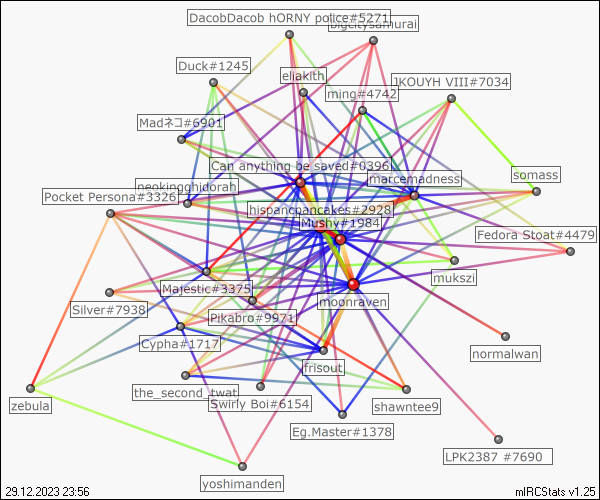 DacobDacob hORNY police#5271
bigcitysamurai
Duck#1245
eliakith
JKOUYH VIII#7034
ming#4742
Madネコ#6901
Can anything be saved#0396
marcemadness
neokingghidorah
somass
Pocket Persona#3326
hispancpancakes#2928
Mushy#1984
Fedora Stoat#4479
mukszi
Majestic#3375
moonraven
Silver#7938
Pikabro#9971
Cypha#1717
normalwan
frisout
the_second_twat
Swirly Boi#6154
shawntee9
zebula
Eg.Master#1378
LPK2387 #7690
yoshimanden
29.12.2023 23:56
mIRCStats v1.25